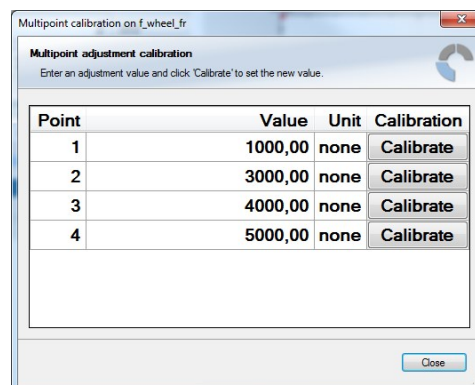 Multipoint calibration on f_wheel_fr
Multipoint adjustment calibration
Enter an adjustment value and click 'Calibrate' to set the new value.
Point Value Unit Calibration
1 1000,00 none Calibrate
2 3000,00 none Calibrate
3 4000,00 none Calibrate
4 5000,00 none Calibrate
Close